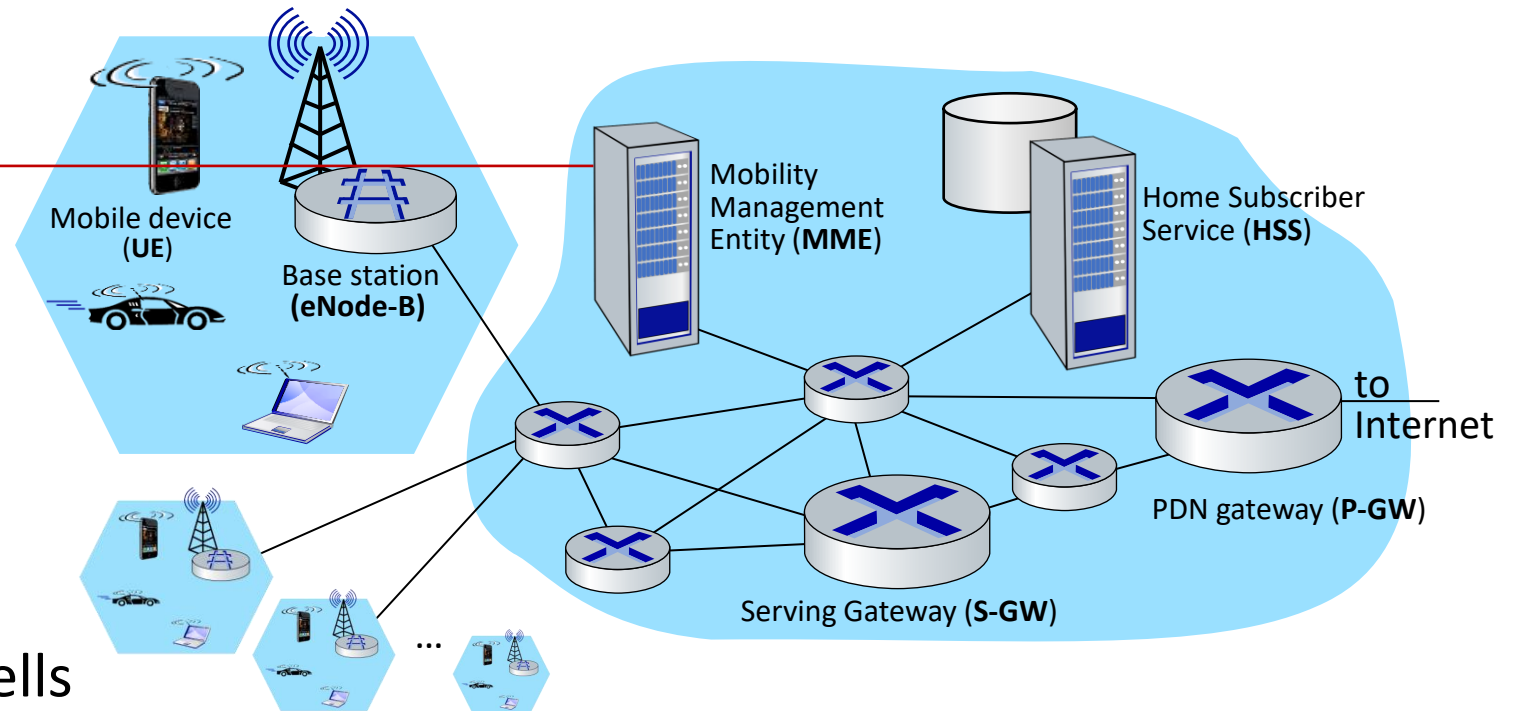 Mobile device
(UE)
Base station
(eNode-B)
Mobility
Management
Entity (MME)
Home Subscriber
Service (HSS)
to
Internet
PDN gateway (P-GW)
Serving Gateway (S-GW)
...
ells